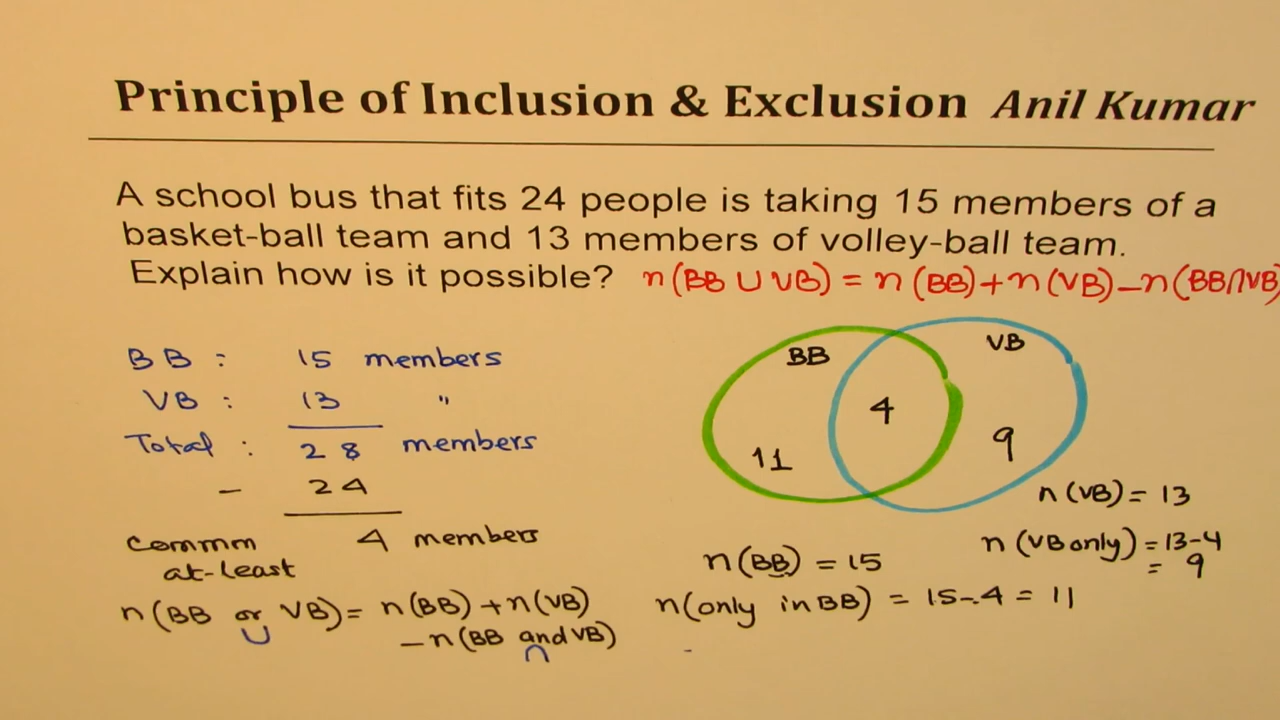 Principle of Inclusion & Exclusion Anil Kumar
A school bus that fits 24 people is taking 15 members of a
basket-ball team and 13 members of volley-ball team.
Explain how is it possible?
n(BB ∪ VB) = n(BB)+n(VB)-n(BB∩VB)
BB : 15 members
VB : 13 "
Total : 28 members
- 24
Common 4 members
at-least
n(BB or VB)= n(BB)+n(VB)
∪
-n(BB and VB)
∩
BB
VB
4
11
9
n(VB) = 13
n(VB only) = 13-4
= 9
n(BB) = 15
n(only in BB) = 15-4 = 11